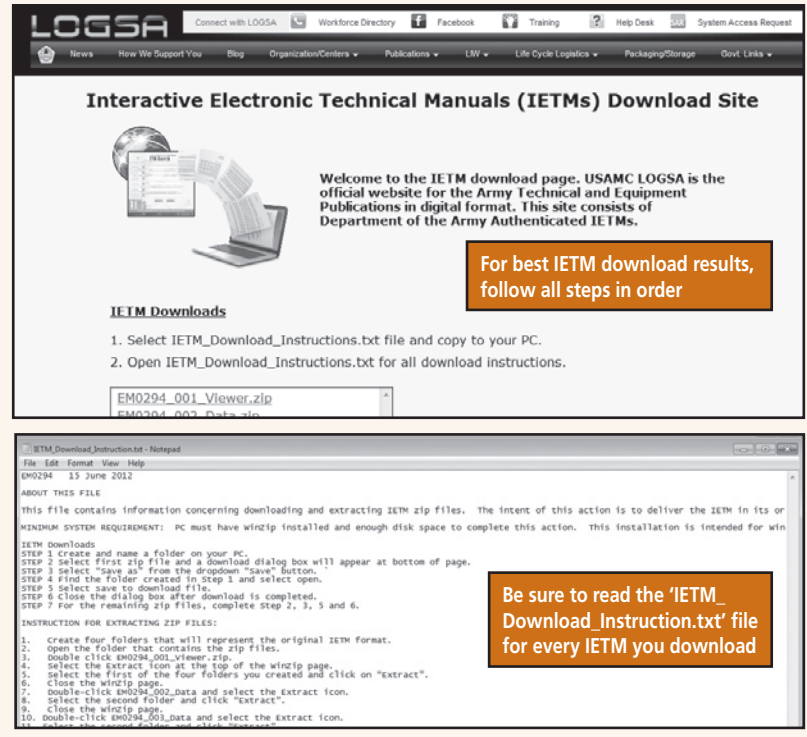 LOGSA
Connect with LOGSA Workforce Directory Facebook Training Help Desk SAR System Access Request
News How We Support You Blog Organization/Centers Publications LIW Life Cycle Logistics Packaging/Storage Govt. Links
Interactive Electronic Technical Manuals (IETMs) Download Site
Welcome to the IETM download page. USAMC LOGSA is the
official website for the Army Technical and Equipment
Publications in digital format. This site consists of
Department of the Army Authenticated IETMs.
For best IETM download results,
follow all steps in order
IETM Downloads
1. Select IETM_Download_Instructions.txt file and copy to your PC.
2. Open IETM_Download_Instructions.txt for all download instructions.
EM0294_001_Viewer.zip
EM0294_002_Data.zip
IETM_Download_Instruction.txt - Notepad
File Edit Format View Help
EM0294 15 June 2012
ABOUT THIS FILE
This file contains information concerning downloading and extracting IETM zip files. The intent of this action is to deliver the IETM in its or
MINIMUM SYSTEM REQUIREMENT: PC must have WinZip installed and enough disk space to complete this action. This installation is intended for win
IETM Downloads
STEP 1 Create and name a folder on your PC.
STEP 2 Select first zip file and a download dialog box will appear at bottom of page.
STEP 3 Select "Save as" from the dropdown "Save" button. `
STEP 4 Find the folder created in Step 1 and select open.
STEP 5 Select save to download file.
STEP 6 Close the dialog box after download is completed.
STEP 7 For the remaining zip files, complete Step 2, 3, 5 and 6.
Be sure to read the 'IETM_
Download_Instruction.txt' file
for every IETM you download
INSTRUCTION FOR EXTRACTING ZIP FILES:
1. Create four folders that will represent the original IETM format.
2. Open the folder that contains the zip files.
3. Double click EM0294_001_Viewer.zip.
4. Select the Extract icon at the top of the WinZip page.
5. Select the first of the four folders you created and click on "Extract".
6. Close the WinZip page.
7. Double-click EM0294_002_Data and select the Extract icon.
8. Select the second folder and click "Extract".
9. Close the WinZip page.
10. Double-click EM0294_003_Data and select the Extract icon.
11. Select the second folder and click "Extract".